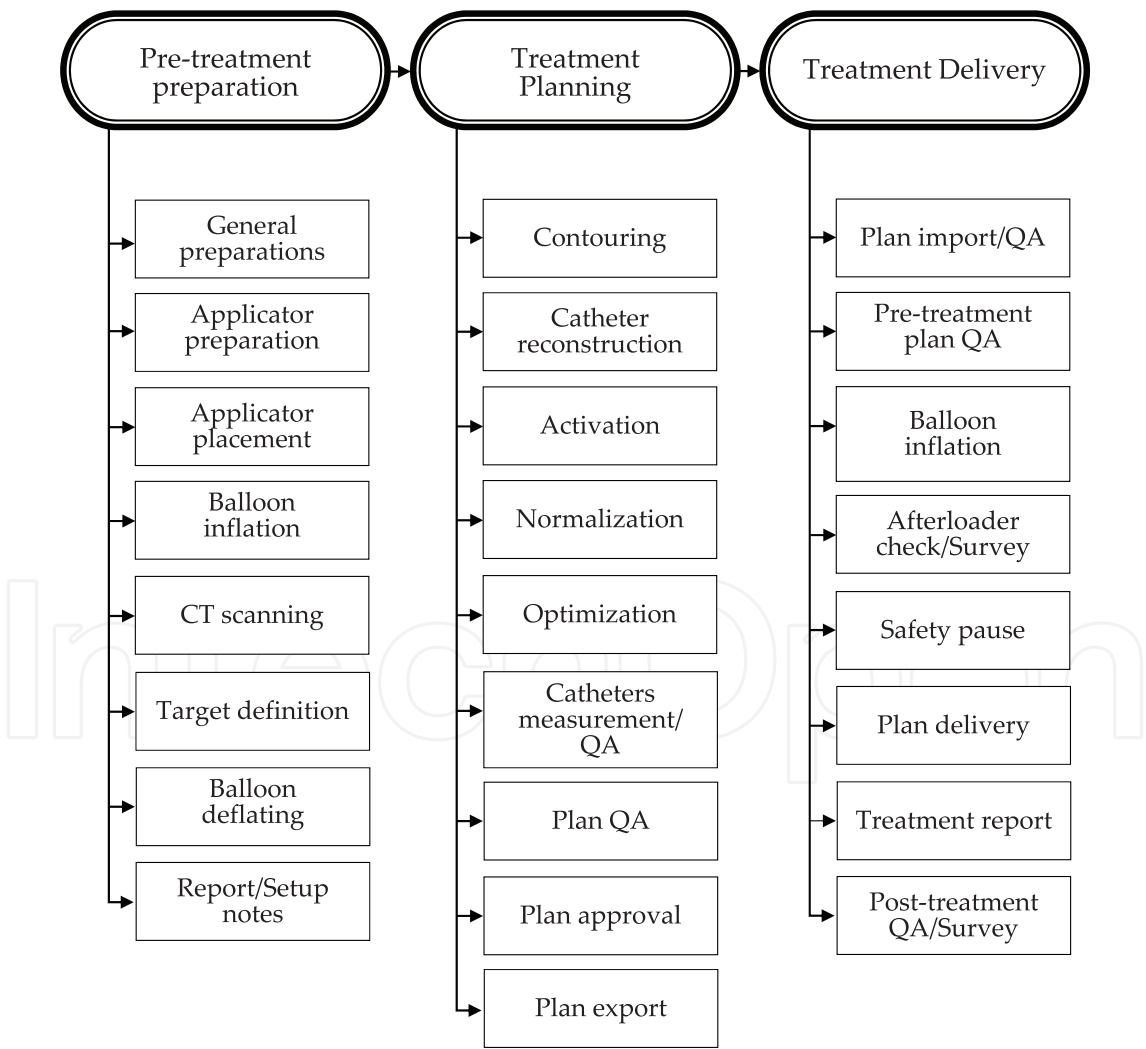 Pre-treatment
preparation
Treatment
Planning
Treatment Delivery
General
preparations
Applicator
preparation
Applicator
placement
Balloon
inflation
CT scanning
Target definition
Balloon
deflating
Report/Setup
notes
Contouring
Catheter
reconstruction
Activation
Normalization
Optimization
Catheters
measurement/
QA
Plan QA
Plan approval
Plan export
Plan import/QA
Pre-treatment
plan QA
Balloon
inflation
Afterloader
check/Survey
Safety pause
Plan delivery
Treatment report
Post-treatment
QA/Survey
IntechOpen